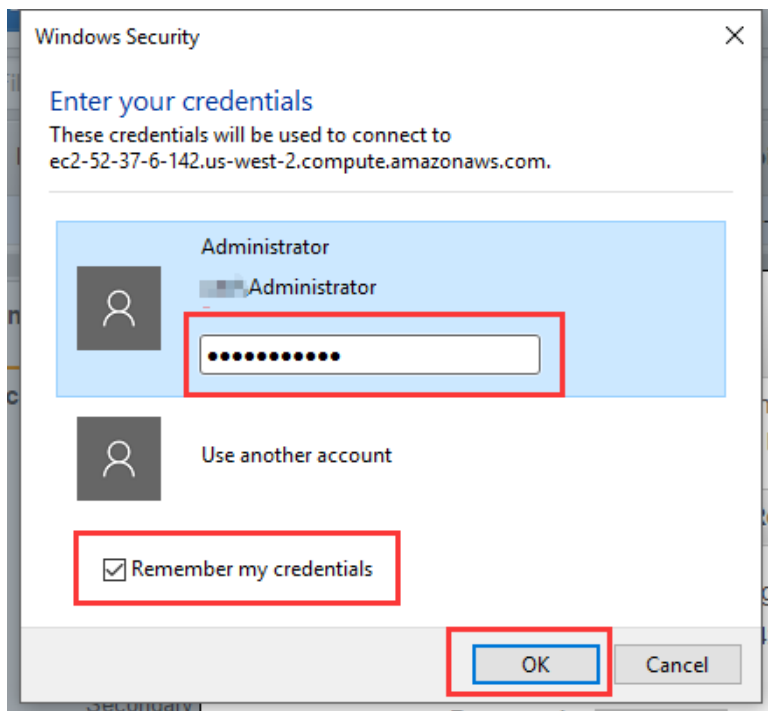 Windows Security
Enter your credentials
These credentials will be used to connect to
ec2-52-37-6-142.us-west-2.compute.amazonaws.com.
Administrator
Administrator
●●●●●●●●●●●
Use another account
Remember my credentials
OK
Cancel
Secondary